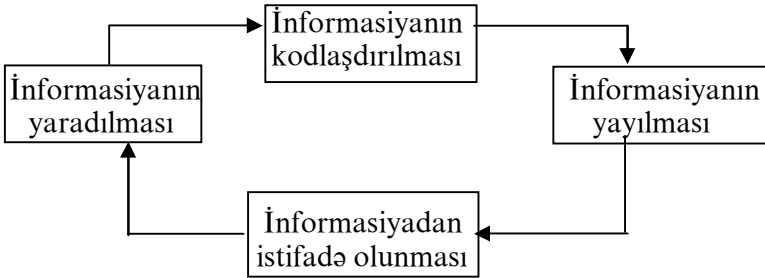 İnformasiyanın
kodlaşdırılması
İnformasiyanın
yaradılması
İnformasiyanın
yayılması
İnformasiyadan
istifadə olunması